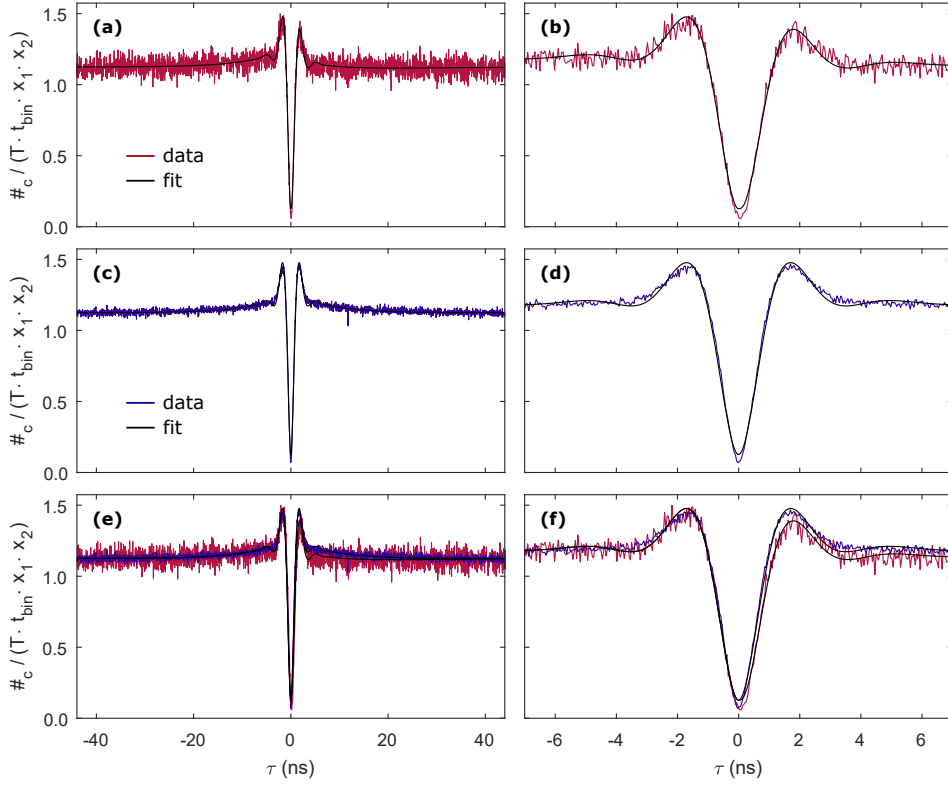 (a)
(b)
1.5
1.0
0.5
0.0
#c / (T· tbin· x1 · x2)
data
fit
(c)
(d)
1.5
1.0
0.5
0.0
#c / (T· tbin· x1 · x2)
data
fit
(e)
(f)
1.5
1.0
0.5
0.0
#c / (T· tbin· x1 · x2)
-40 -20 0 20 40
-6 -4 -2 0 2 4 6
τ (ns)
τ (ns)